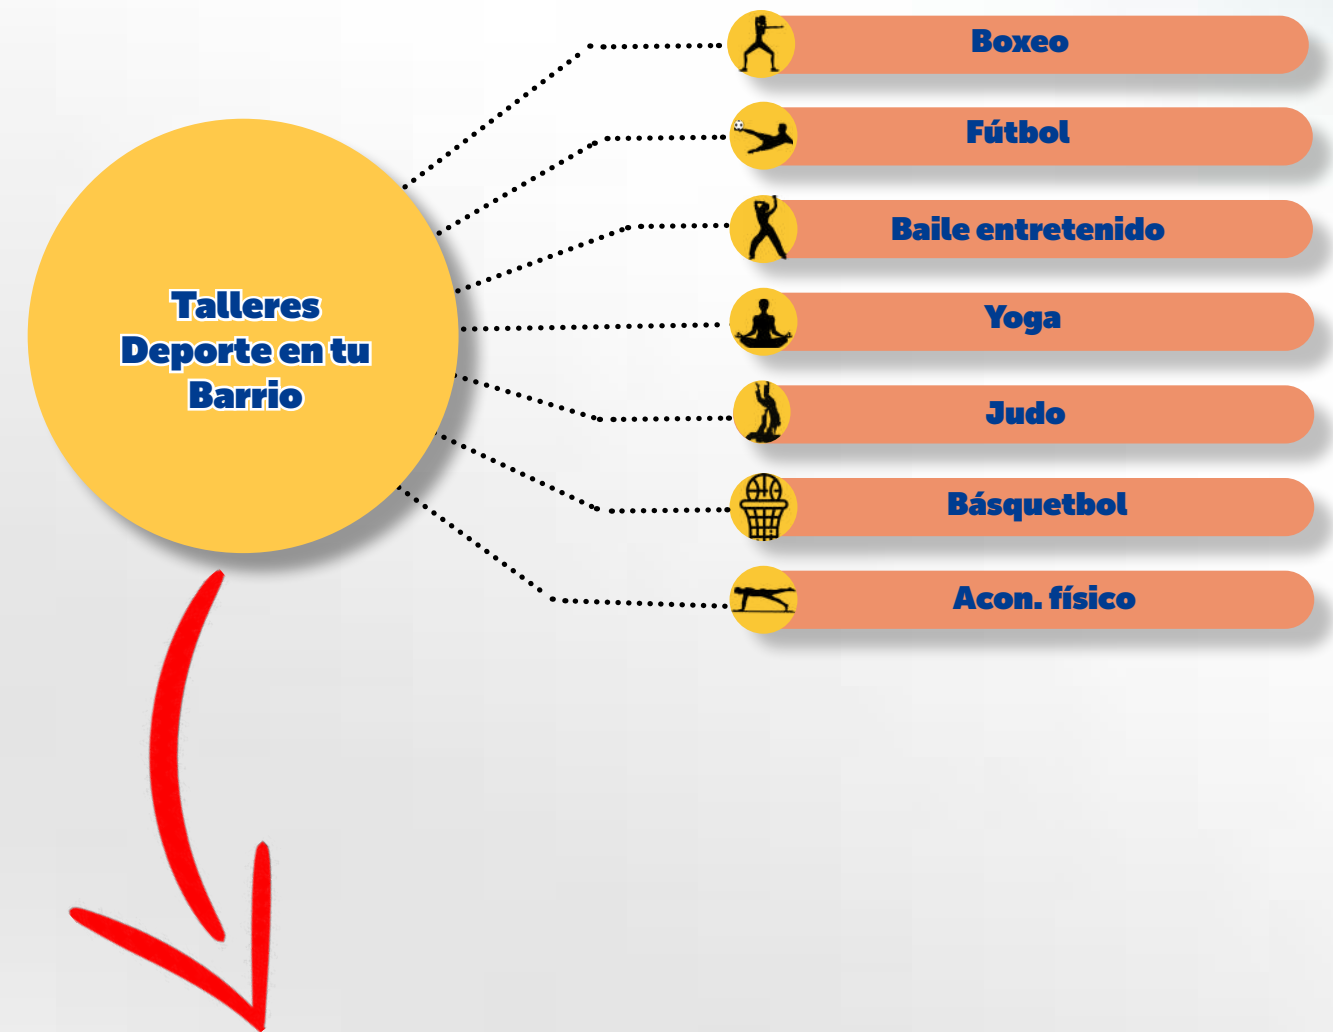 Talleres
Deporte en tu
Barrio
Boxeo
Fútbol
Baile entretenido
Yoga
Judo
Básquetbol
Acon. físico